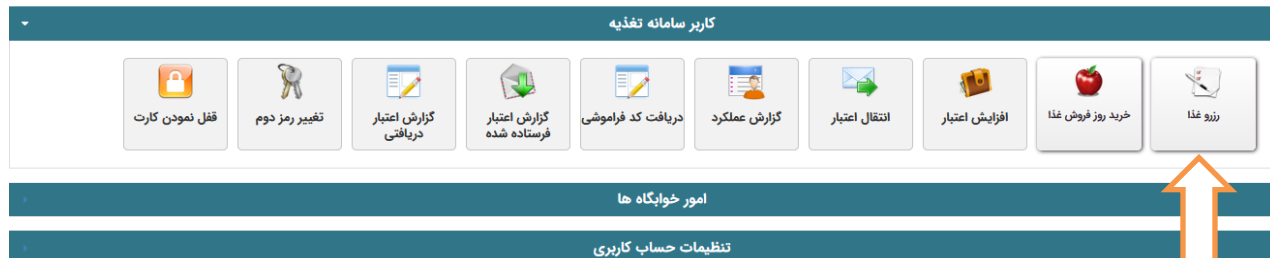 کاربر سامانه تغذیه
رزرو غذا
خرید روز فروش غذا
افزایش اعتبار
انتقال اعتبار
گزارش عملکرد
دریافت کد فراموشی
گزارش اعتبار
فرستاده شده
گزارش اعتبار
دریافتی
تغییر رمز دوم
قفل نمودن کارت
امور خوابگاه ها
تنظیمات حساب کاربری